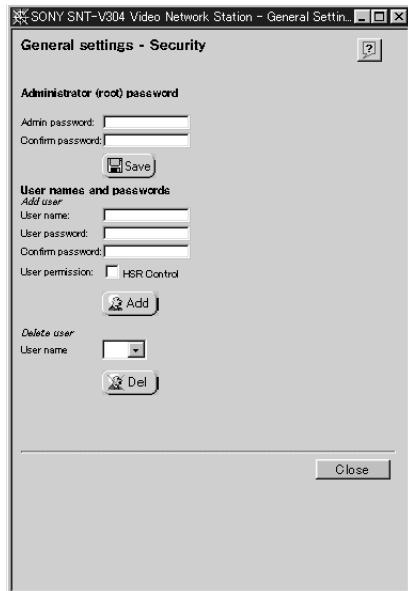 SONY SNT-V304 Video Network Station - General Settin...
General settings - Security
?
Administrator (root) password
Admin password:
Confirm password:
Save
User names and passwords
Add user
User name:
User password:
Confirm password:
User permission: HSR Control
Add
Delete user
User name
Del
Close